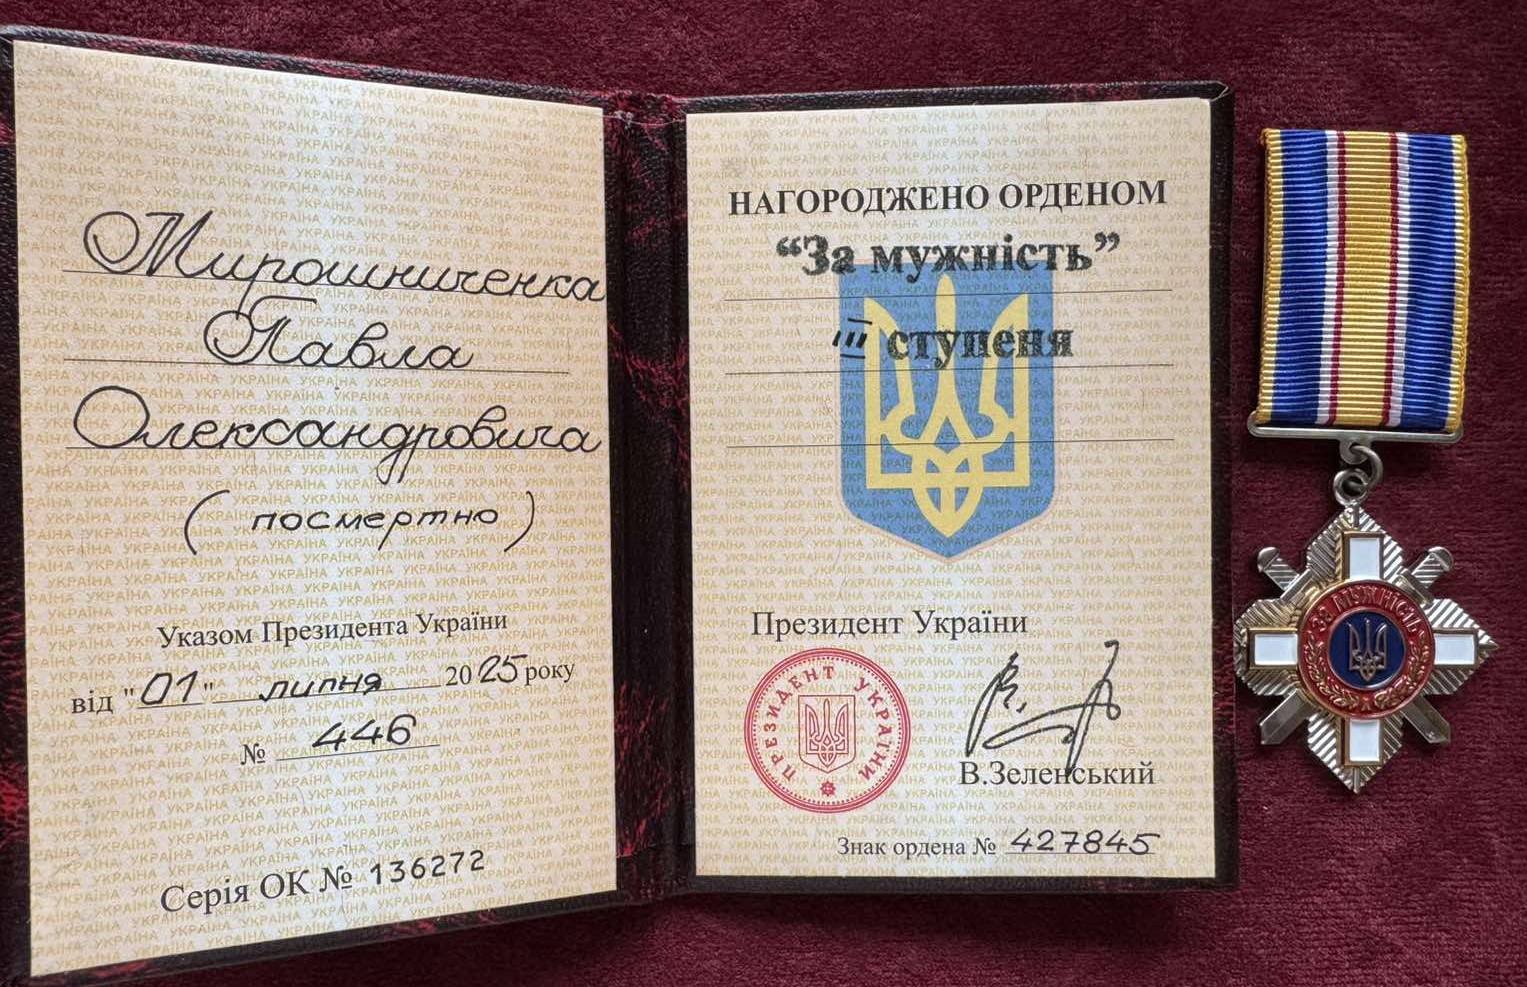 Мирошниченка
Павла
Олександровича
(посмертно)
Указом Президента України
від "01" липня 2025 року
№ 446
Серія ОК № 136272
НАГОРОДЖЕНО ОРДЕНОМ
“За мужність”
III ступеня
Президент України
ПРЕЗИДЕНТ УКРАЇНИ
В.Зеленський
Знак ордена № 427845
ЗА МУЖНІСТЬ